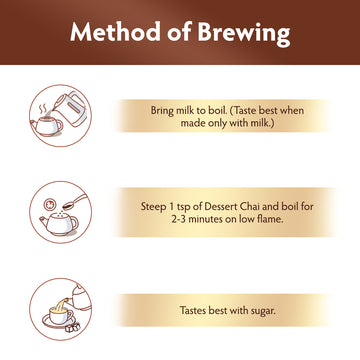 Method of Brewing
Bring milk to boil. (Taste best when
made only with milk.)
Steep 1 tsp of Dessert Chai and boil for
2-3 minutes on low flame.
Tastes best with sugar.